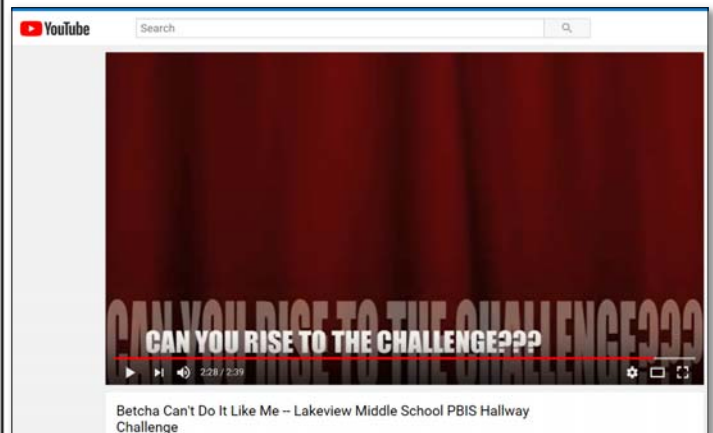 YouTube
Search
CAN YOU RISE TO THE CHALLENGE???
CAN YOU RISE TO THE CHALLENGE???
2:28 / 2:39
Betcha Can't Do It Like Me – Lakeview Middle School PBIS Hallway
Challenge